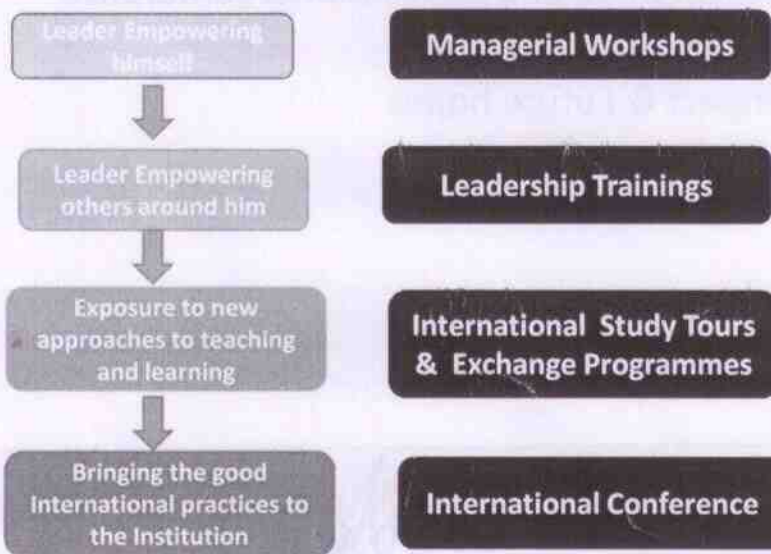 Leader Empowering
himself
Managerial Workshops
Leader Empowering
others around him
Leadership Trainings
Exposure to new
approaches to teaching
and learning
International Study Tours
& Exchange Programmes
Bringing the good
International practices to
the Institution
International Conference